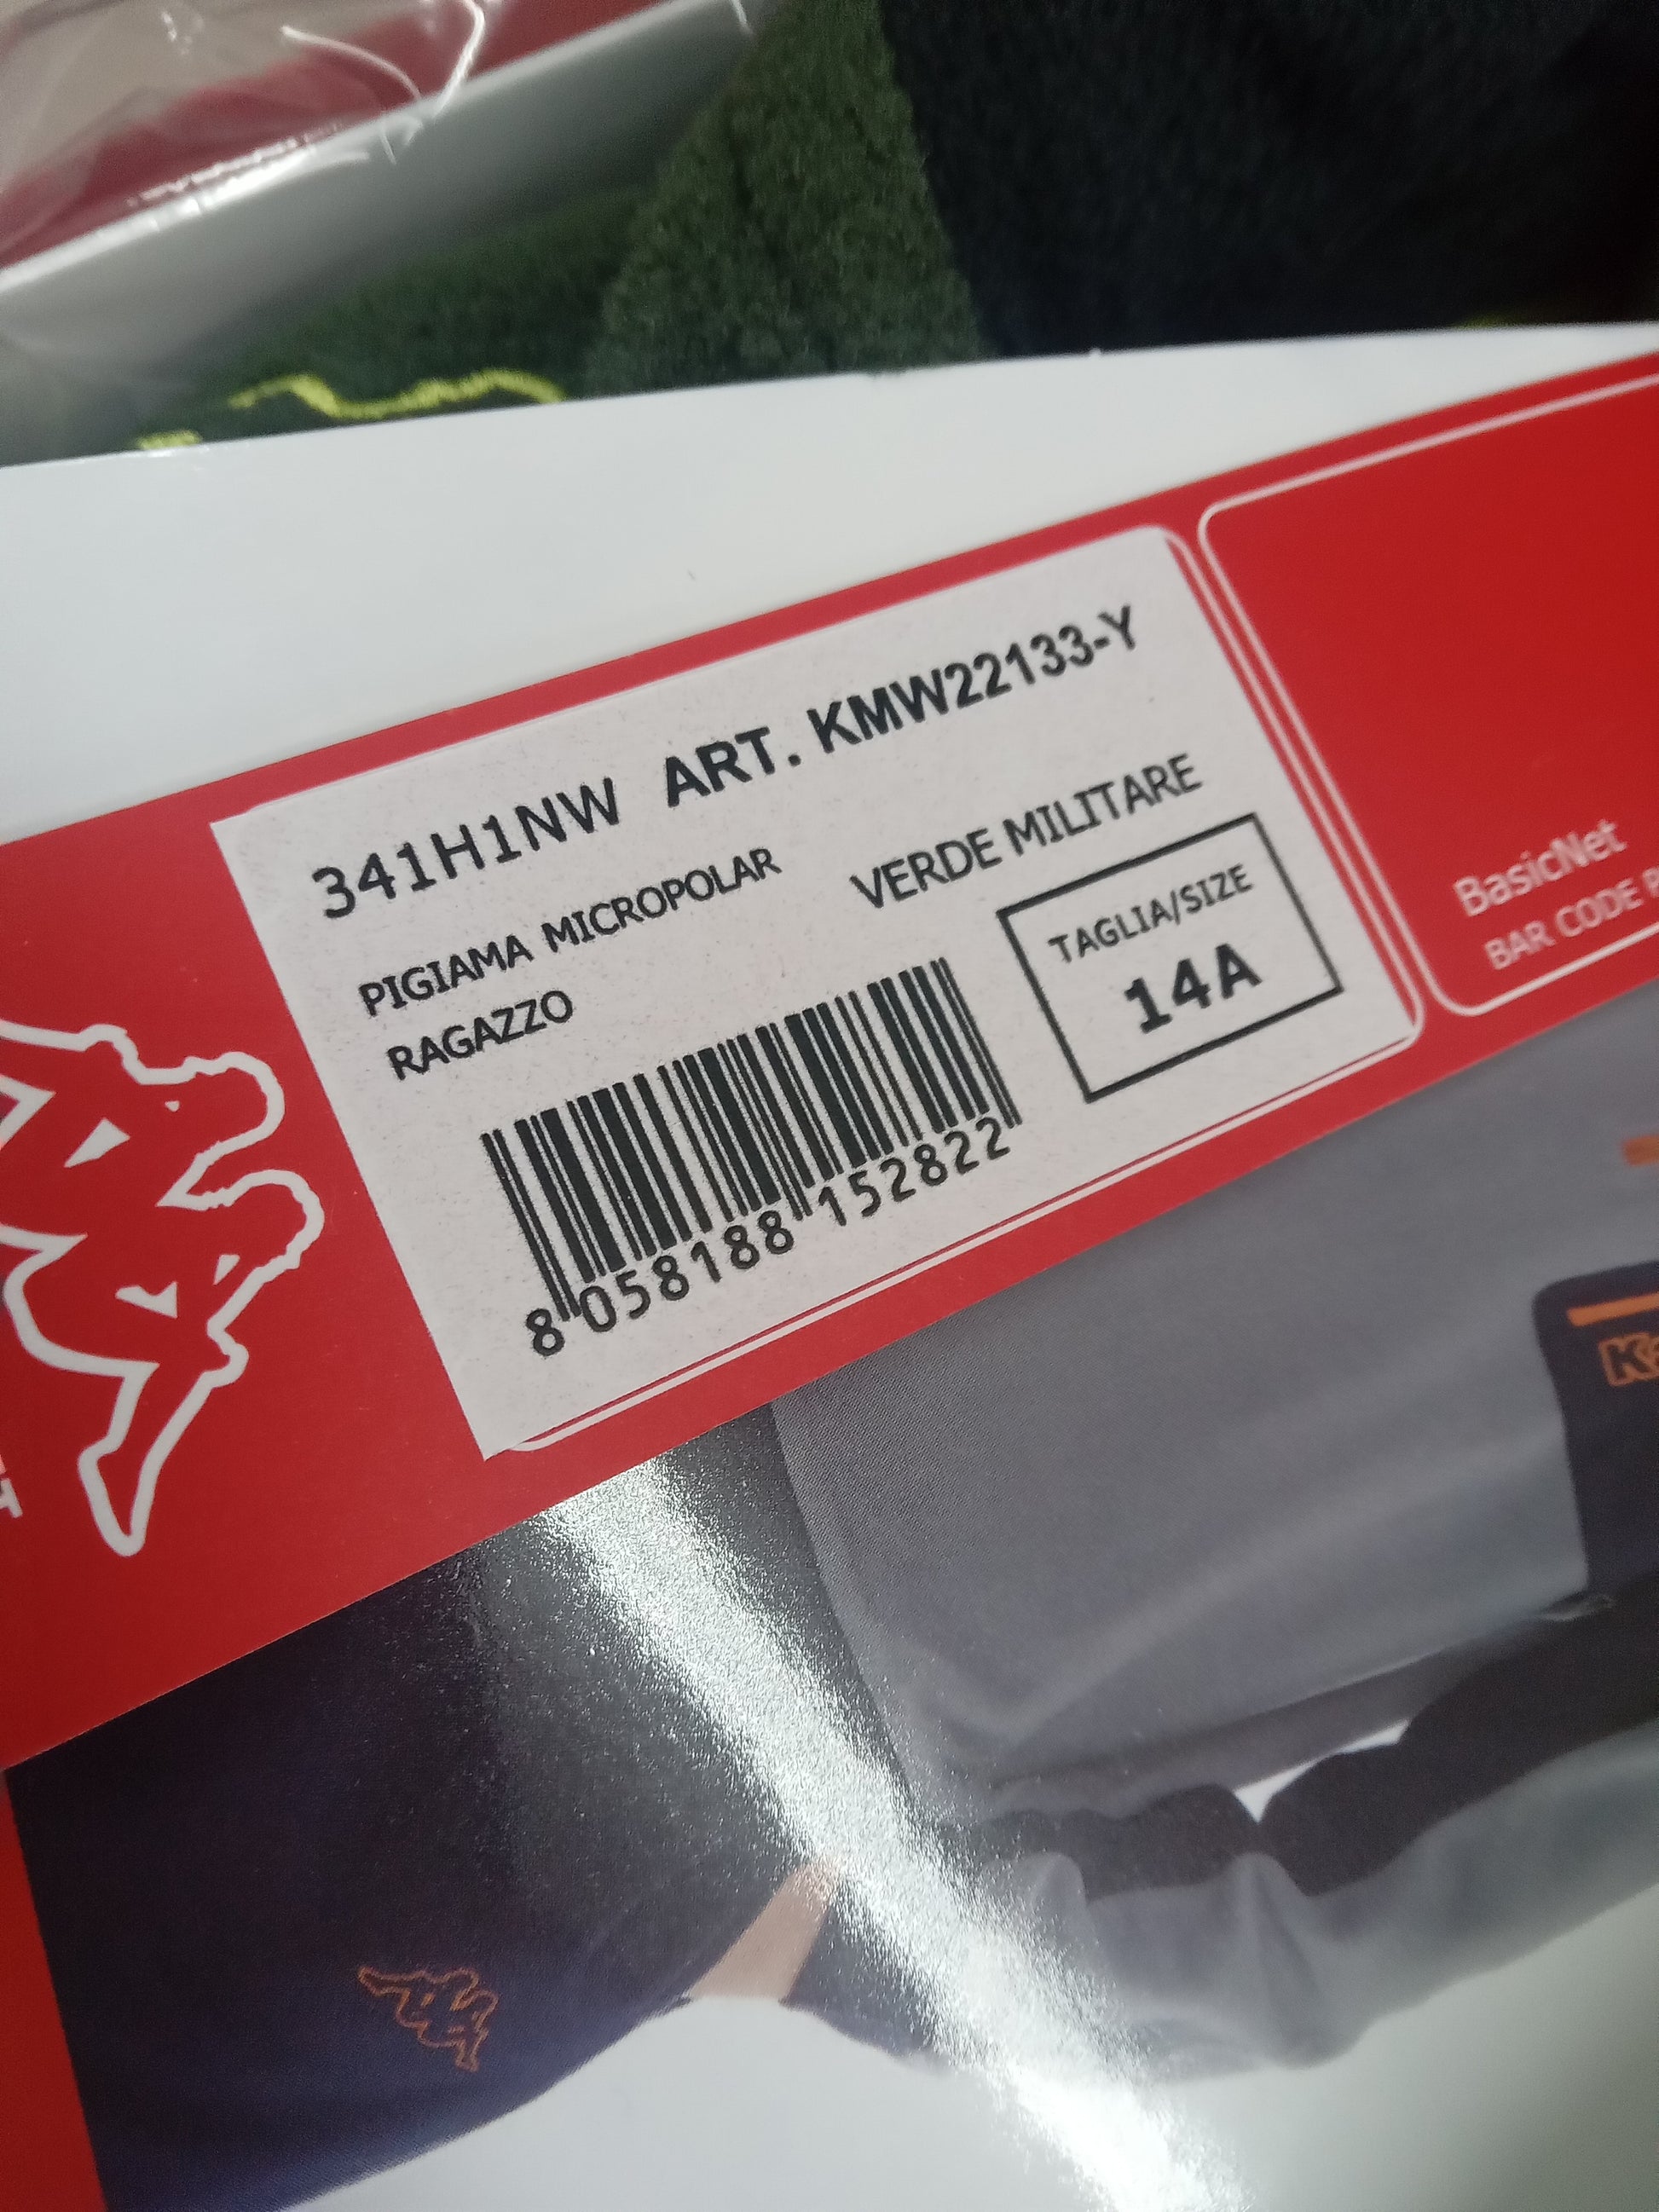 341H1NW ART. KMW22133-Y
PIGIAMA MICROPOLAR
RAGAZZO
VERDE MILITARE
TAGLIA/SIZE
14A
8 058188 152822
BasicNet
BAR CODE